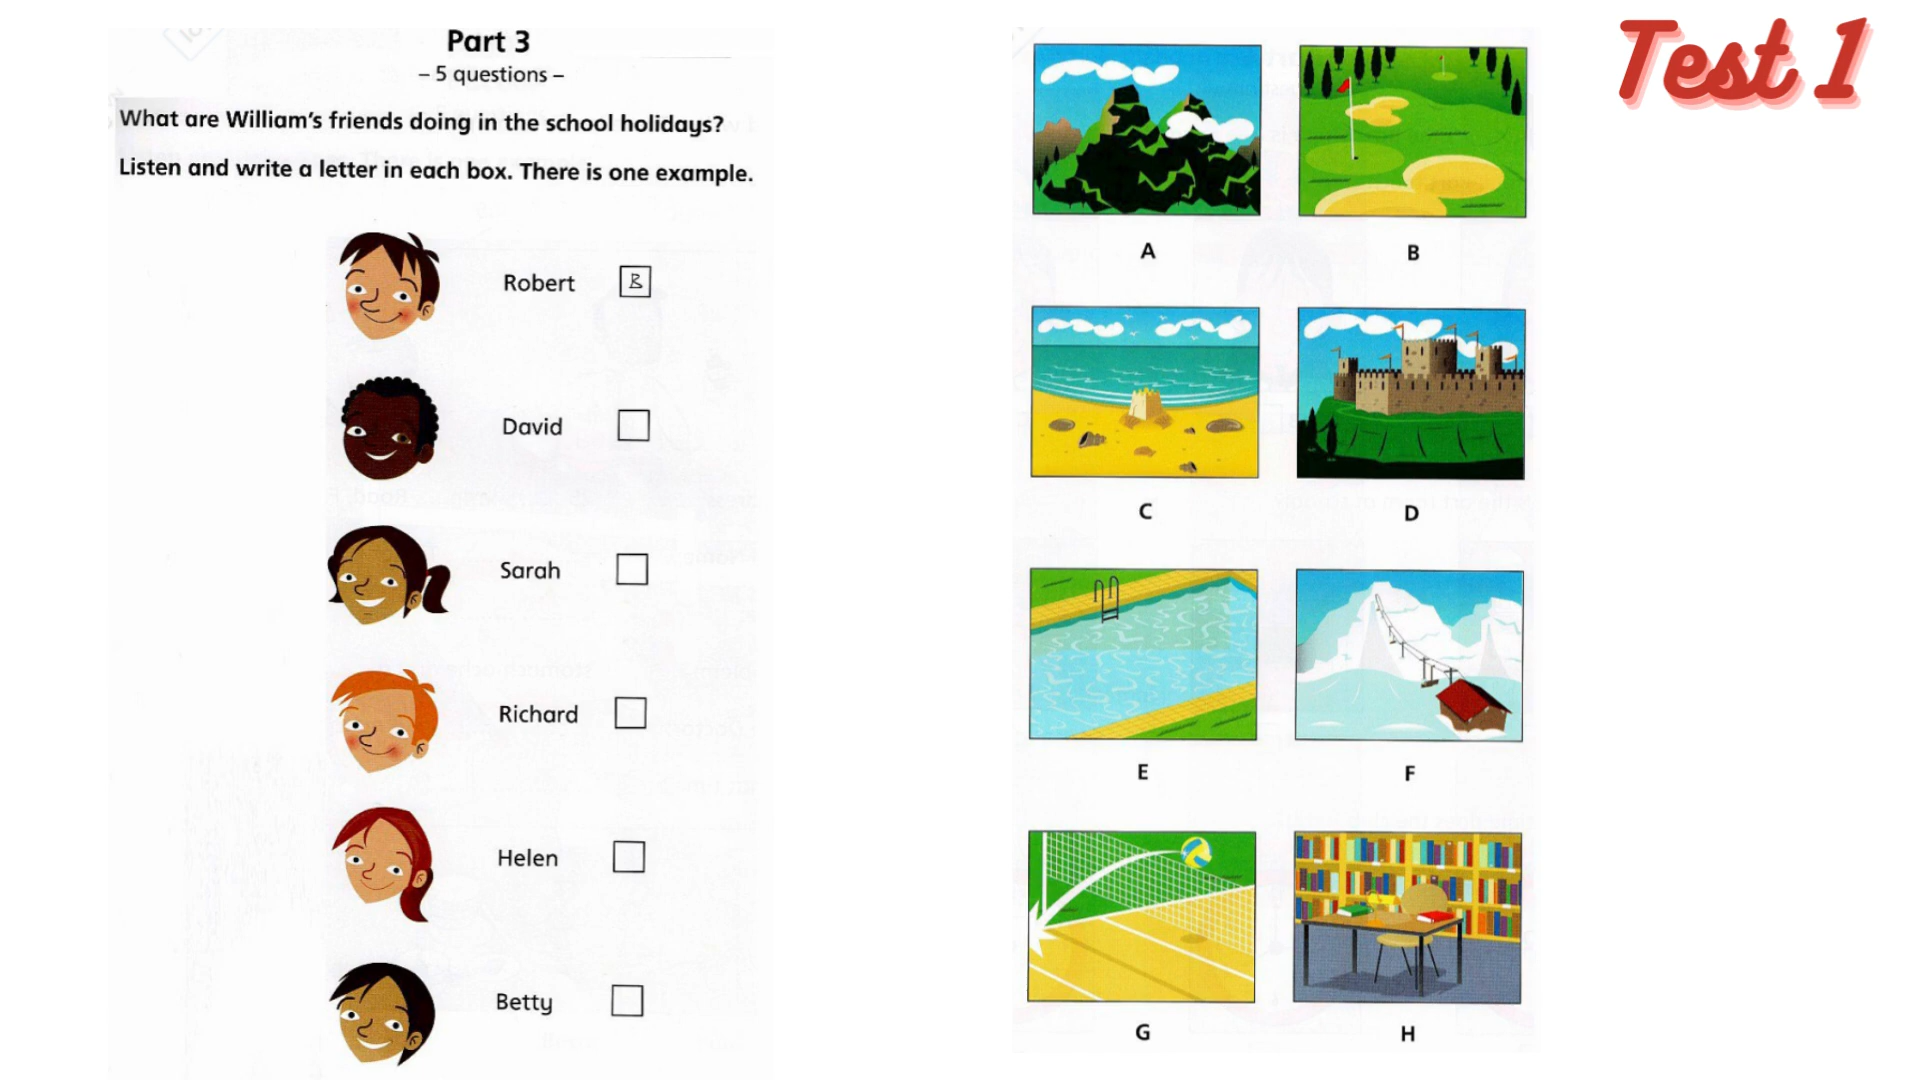 Part 3
– 5 questions –
What are William's friends doing in the school holidays?
Listen and write a letter in each box. There is one example.
Robert B
David
Sarah
Richard
Helen
Betty
Test 1
A
B
C
D
E
F
G
H